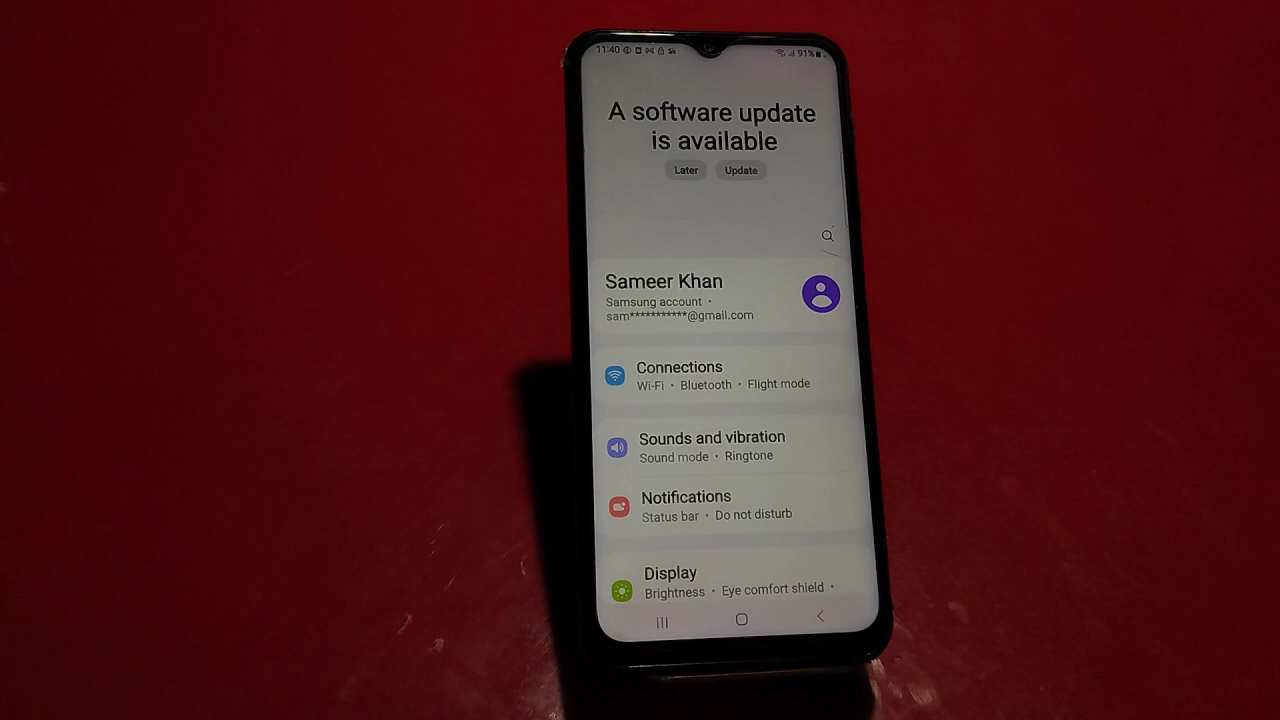 11:40
91%
A software update
is available
Later Update
Sameer Khan
Samsung account •
sam***********@gmail.com
Connections
Wi-Fi • Bluetooth • Flight mode
Sounds and vibration
Sound mode • Ringtone
Notifications
Status bar • Do not disturb
Display
Brightness • Eye comfort shield •